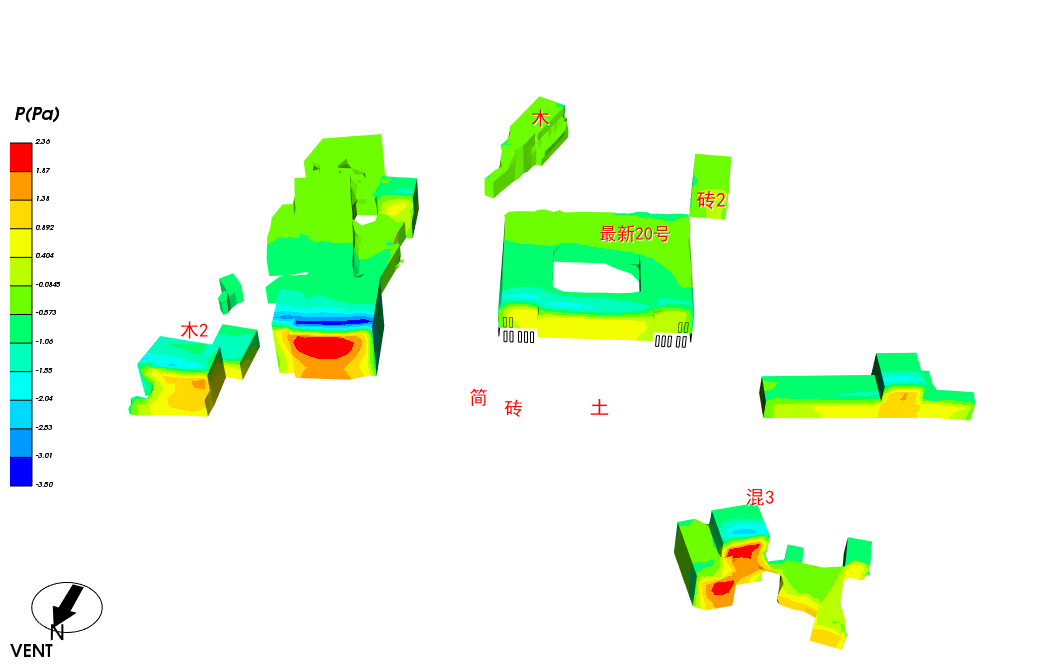 P(Pa)
2.36
1.87
1.38
0.892
0.404
-0.0845
-0.573
-1.06
-1.55
-2.04
-2.53
-3.01
-3.50
木
砖2
最新20号
木2
简
砖
土
混3
N
VENT